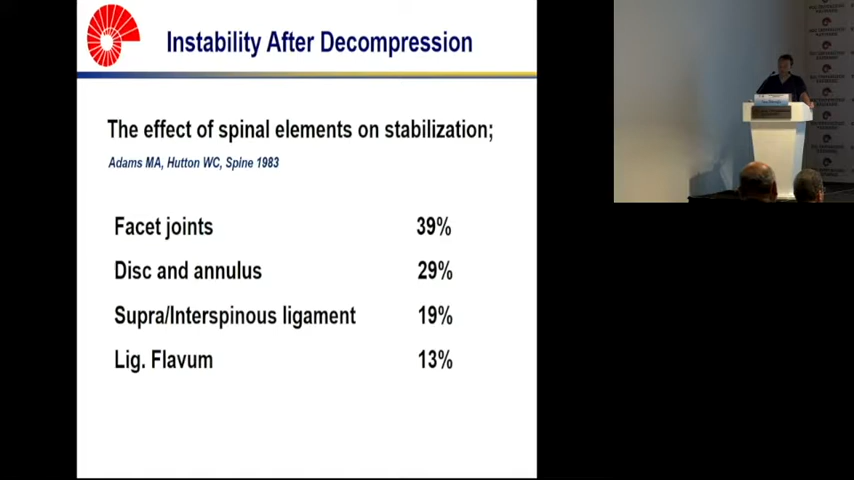 Instability After Decompression
The effect of spinal elements on stabilization;
Adams MA, Hutton WC, Spine 1983
Facet joints 39%
Disc and annulus 29%
Supra/Interspinous ligament 19%
Lig. Flavum 13%